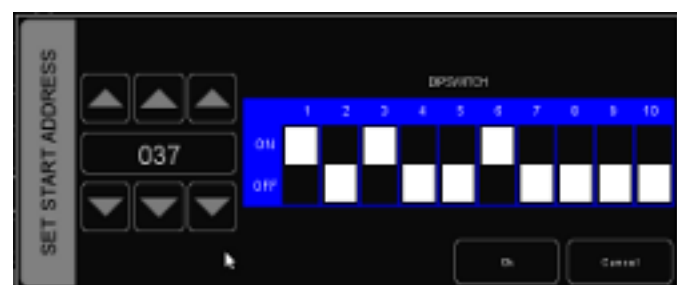 SET START ADDRESS
DIPSWITCH
1 2 3 4 5 6 7 8 9 10
ON
037
OFF
Ok Cancel